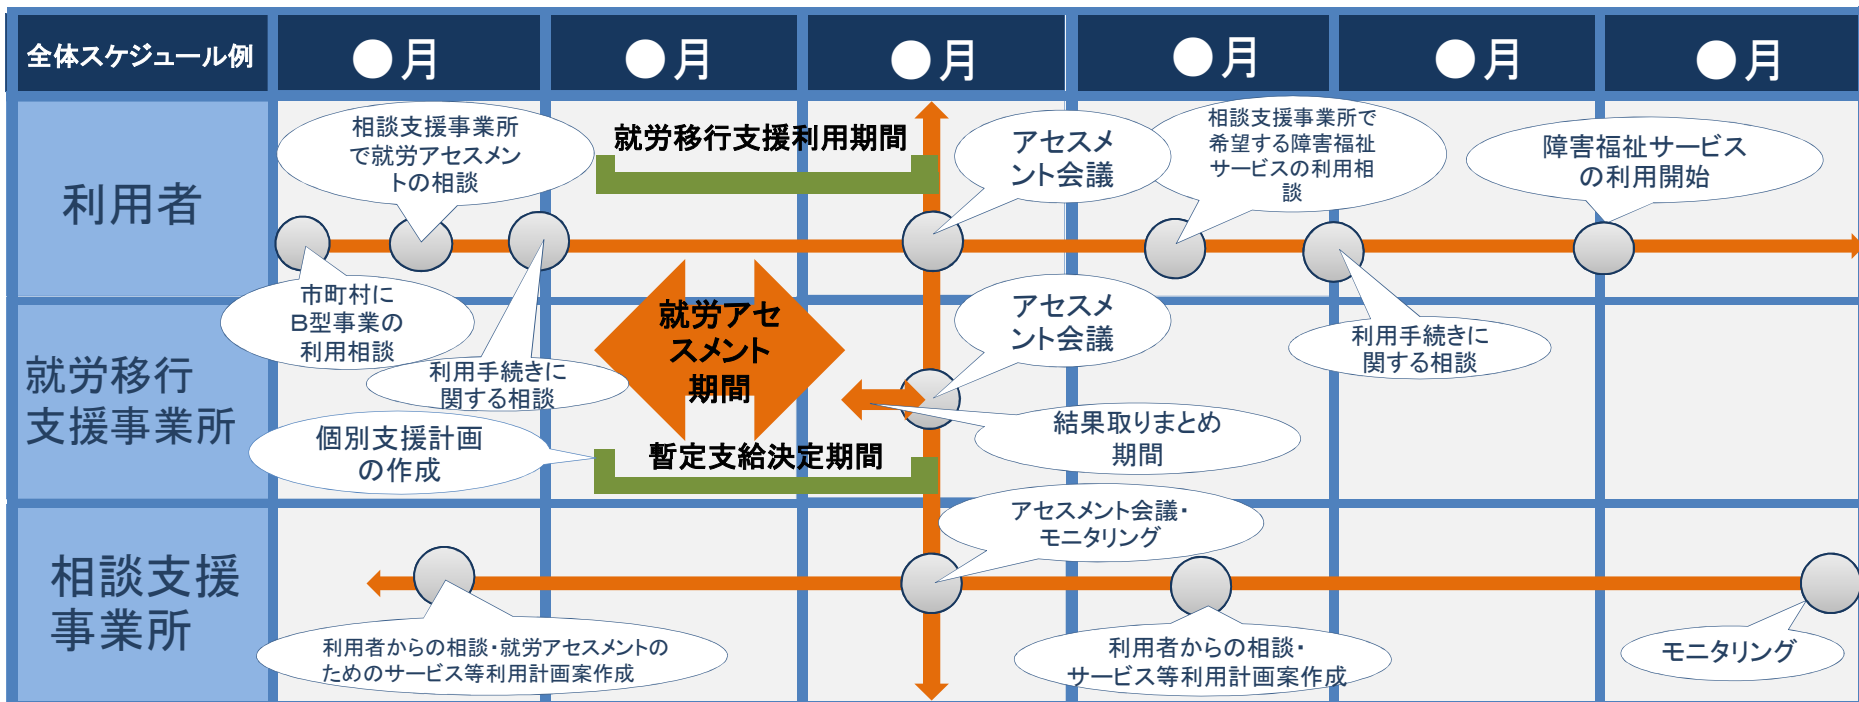 全体スケジュール例
●月
●月
●月
●月
●月
●月
利用者
相談支援事業所
で就労アセスメン
トの相談
就労移行支援利用期間
アセスメ
ント会議
相談支援事業所で
希望する障害福祉
サービスの利用相
談
障害福祉サービス
の利用開始
市町村に
B型事業の
利用相談
利用手続きに
関する相談
就労アセ
スメント
期間
アセスメ
ント会議
利用手続きに
関する相談
就労移行
支援事業所
個別支援計画
の作成
暫定支給決定期間
結果取りまとめ
期間
相談支援
事業所
アセスメント会議・
モニタリング
利用者からの相談・就労アセスメントの
ためのサービス等利用計画案作成
利用者からの相談・
サービス等利用計画案作成
モニタリング